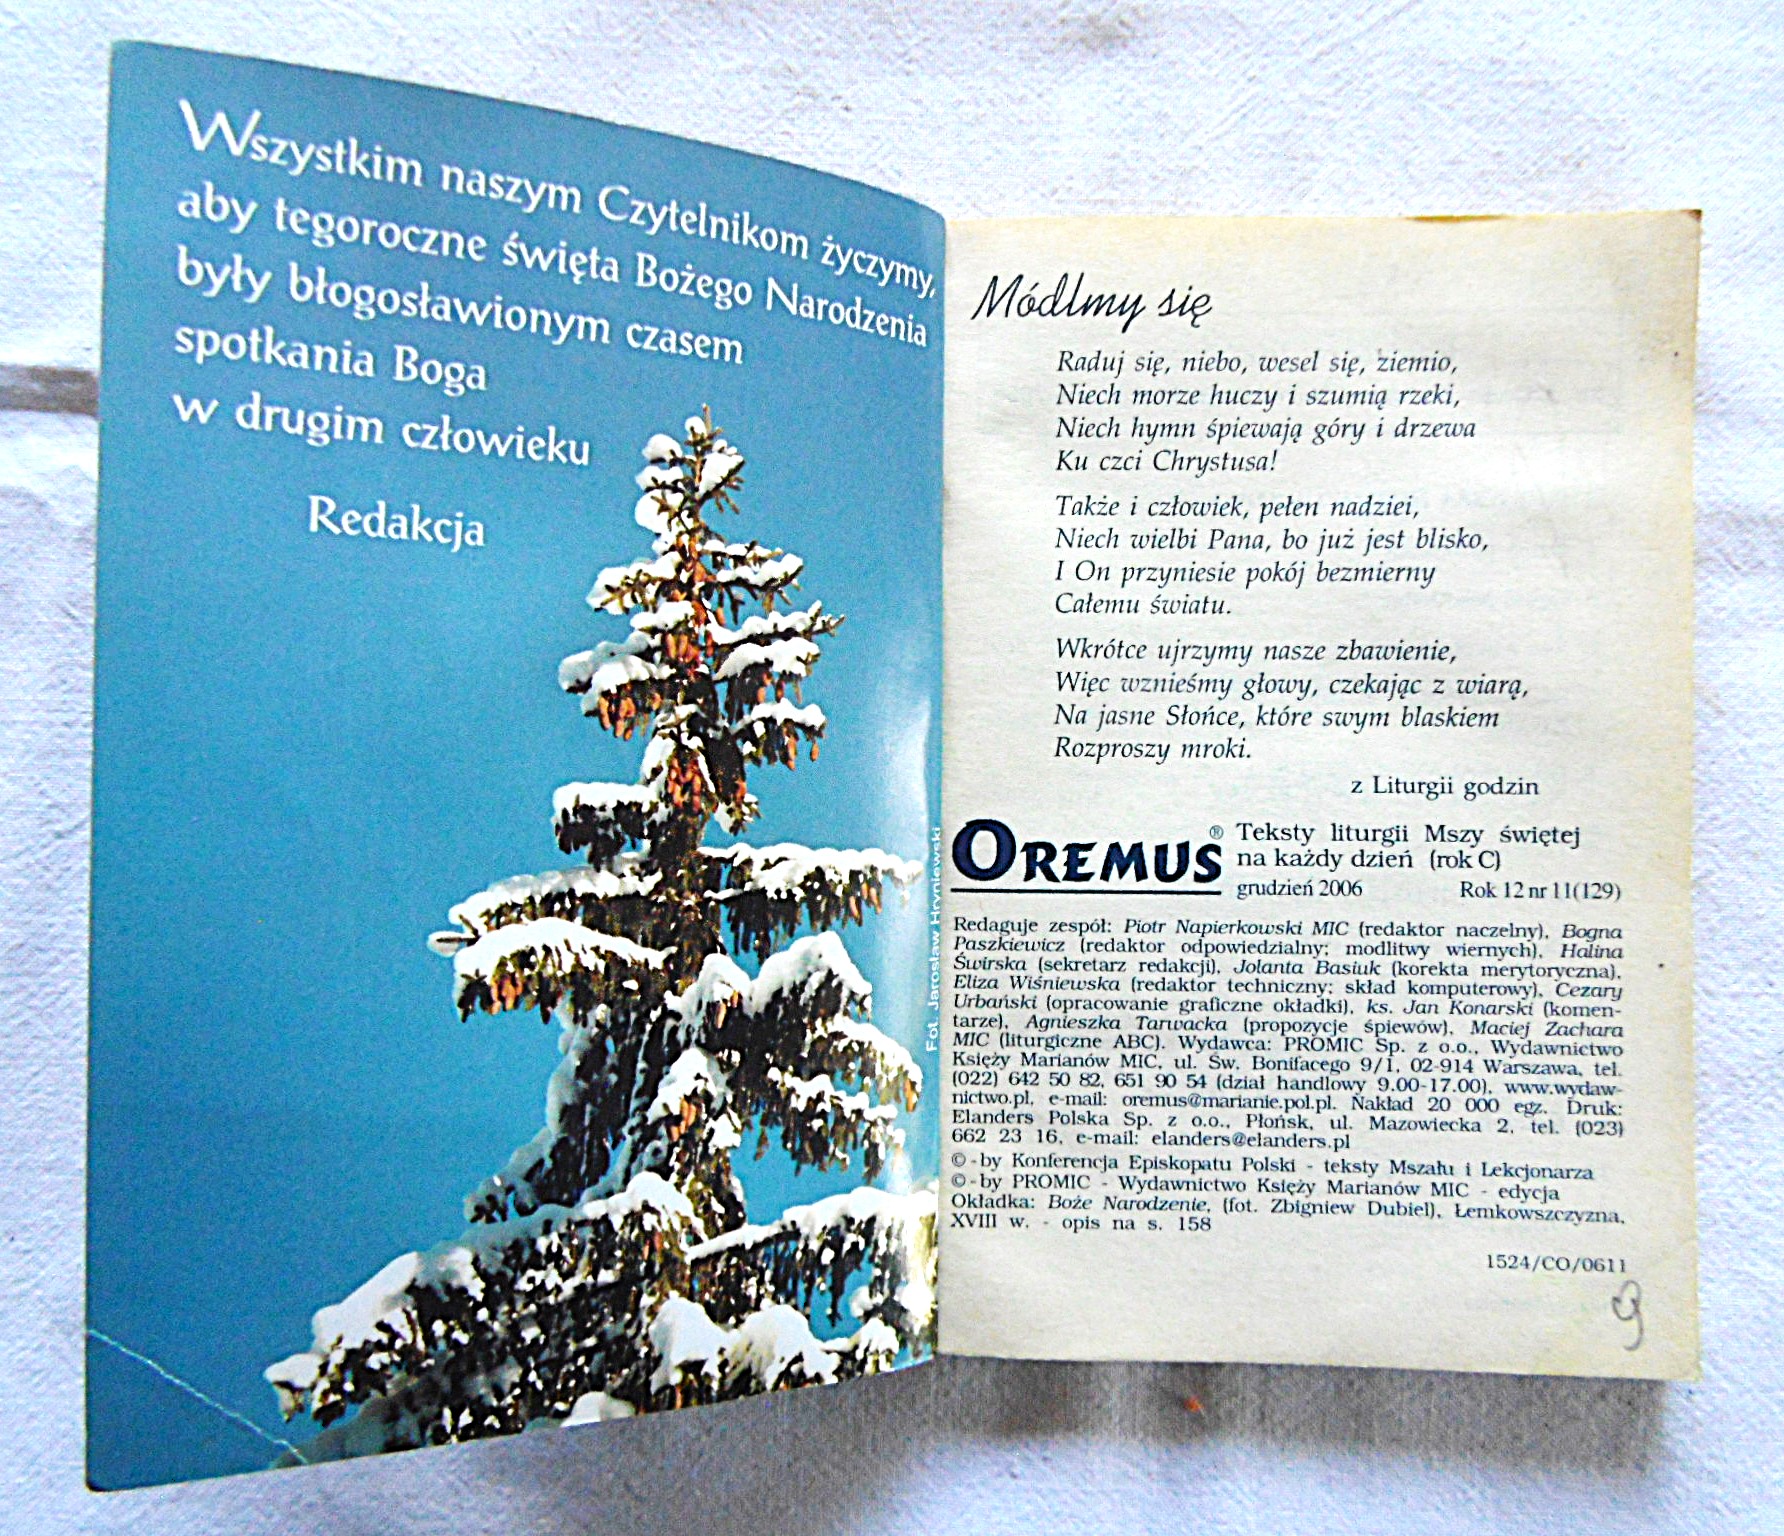 Wszystkim naszym Czytelnikom życzymy,
aby tegoroczne święta Bożego Narodzenia
były błogosławionym czasem
spotkania Boga
w drugim człowieku
Redakcja
Fot. Jarosław Hryniewski
Módlmy się
Raduj się, niebo, wesel się, ziemio,
Niech morze huczy i szumią rzeki,
Niech hymn śpiewają góry i drzewa
Ku czci Chrystusa!
Także i człowiek, pełen nadziei,
Niech wielbi Pana, bo już jest blisko,
I On przyniesie pokój bezmierny
Całemu światu.
Wkrótce ujrzymy nasze zbawienie,
Więc wznieśmy głowy, czekając z wiarą,
Na jasne Słońce, które swym blaskiem
Rozproszy mroki.
z Liturgii godzin
OREMUS® Teksty liturgii Mszy świętej
na każdy dzień (rok C)
grudzień 2006 Rok 12 nr 11(129)
Redaguje zespół: Piotr Napierkowski MIC (redaktor naczelny), Bogna
Paszkiewicz (redaktor odpowiedzialny; modlitwy wiernych), Halina
Świrska (sekretarz redakcji), Jolanta Basiuk (korekta merytoryczna),
Eliza Wiśniewska (redaktor techniczny; skład komputerowy), Cezary
Urbański (opracowanie graficzne okładki), ks. Jan Konarski (komen-
tarze), Agnieszka Tarwacka (propozycje śpiewów), Maciej Zachara
MIC (liturgiczne ABC). Wydawca: PROMIC Sp. z o.o., Wydawnictwo
Księży Marianów MIC, ul. Św. Bonifacego 9/1, 02-914 Warszawa, tel.
(022) 642 50 82, 651 90 54 (dział handlowy 9.00-17.00), www.wydaw-
nictwo.pl, e-mail: oremus@marianie.pol.pl. Nakład 20 000 egz. Druk:
Elanders Polska Sp. z o.o., Płońsk, ul. Mazowiecka 2, tel. (023)
662 23 16, e-mail: elanders@elanders.pl
© - by Konferencja Episkopatu Polski - teksty Mszału i Lekcjonarza
© - by PROMIC - Wydawnictwo Księży Marianów MIC - edycja
Okładka: Boże Narodzenie, (fot. Zbigniew Dubiel), Łemkowszczyzna,
XVIII w. - opis na s. 158
1524/CO/0611